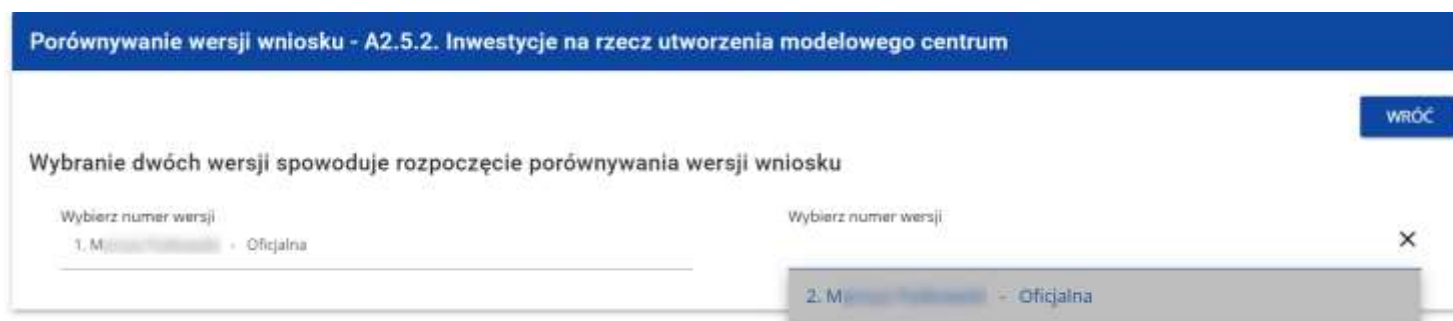 Porównywanie wersji wniosku - A2.5.2. Inwestycje na rzecz utworzenia modelowego centrum
WRÓĆ
Wybranie dwóch wersji spowoduje rozpoczęcie porównywania wersji wniosku
Wybierz numer wersji
Wybierz numer wersji
1. M - Oficjalna
2. M - Oficjalna